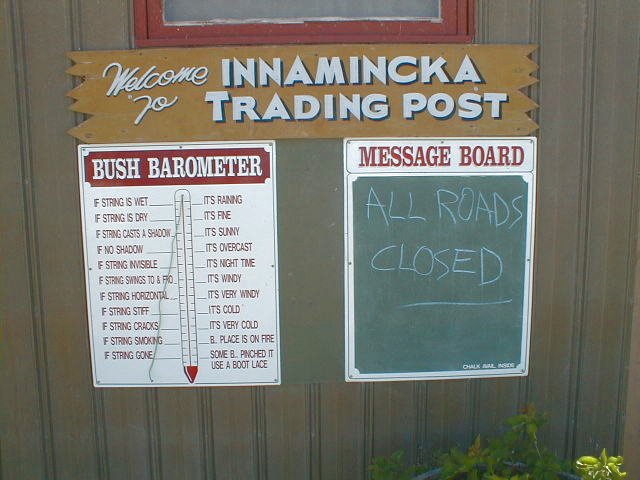 Welcome INNAMINCKA
To TRADING POST
BUSH BAROMETER
IF STRING IS WET IT'S RAINING
IF STRING IS DRY IT'S FINE
IF STRING CASTS A SHADOW IT'S SUNNY
IF NO SHADOW IT'S OVERCAST
IF STRING INVISIBLE IT'S NIGHT TIME
IF STRING SWINGS TO & FRO IT'S WINDY
IF STRING HORIZONTAL IT'S VERY WINDY
IF STRING STIFF IT'S COLD
IF STRING CRACKS IT'S VERY COLD
IF STRING SMOKING B.. PLACE IS ON FIRE
IF STRING GONE SOME B.. PINCHED IT
USE A BOOT LACE
MESSAGE BOARD
ALL ROADS
CLOSED
CHALK AVAIL INSIDE